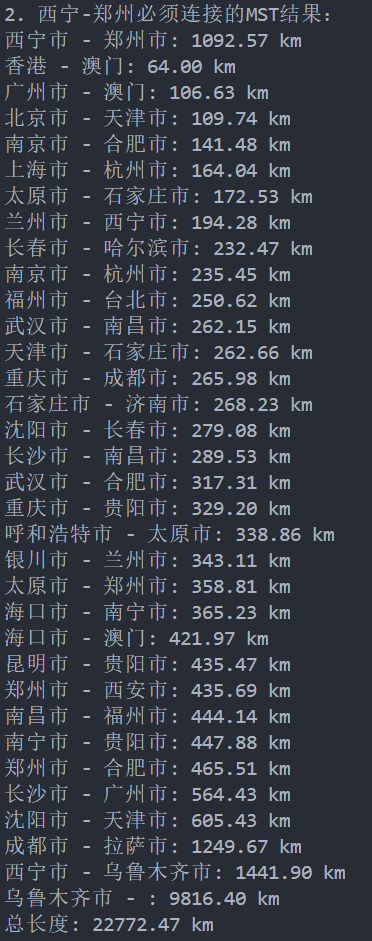 2. 西宁-郑州必须连接的MST结果:
西宁市 - 郑州市: 1092.57 km
香港 - 澳门: 64.00 km
广州市 - 澳门: 106.63 km
北京市 - 天津市: 109.74 km
南京市 - 合肥市: 141.48 km
上海市 - 杭州市: 164.04 km
太原市 - 石家庄市: 172.53 km
兰州市 - 西宁市: 194.28 km
长春市 - 哈尔滨市: 232.47 km
南京市 - 杭州市: 235.45 km
福州市 - 台北市: 250.62 km
武汉市 - 南昌市: 262.15 km
天津市 - 石家庄市: 262.66 km
重庆市 - 成都市: 265.98 km
石家庄市 - 济南市: 268.23 km
沈阳市 - 长春市: 279.08 km
长沙市 - 南昌市: 289.53 km
武汉市 - 合肥市: 317.31 km
重庆市 - 贵阳市: 329.20 km
呼和浩特市 - 太原市: 338.86 km
银川市 - 兰州市: 343.11 km
太原市 - 郑州市: 358.81 km
海口市 - 南宁市: 365.23 km
海口市 - 澳门: 421.97 km
昆明市 - 贵阳市: 435.47 km
郑州市 - 西安市: 435.69 km
南昌市 - 福州市: 444.14 km
南宁市 - 贵阳市: 447.88 km
郑州市 - 合肥市: 465.51 km
长沙市 - 广州市: 564.43 km
沈阳市 - 天津市: 605.43 km
成都市 - 拉萨市: 1249.67 km
西宁市 - 乌鲁木齐市: 1441.90 km
乌鲁木齐市 - : 9816.40 km
总长度: 22772.47 km